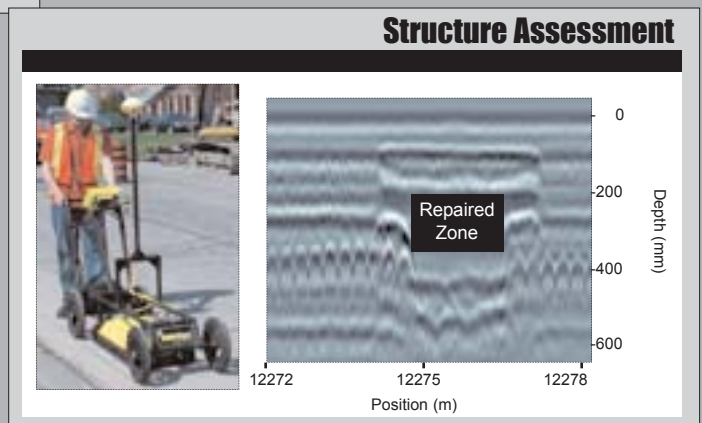 Structure Assessment
Repaired
Zone
0
-200
-400
-600
Depth (mm)
12272
12275
12278
Position (m)